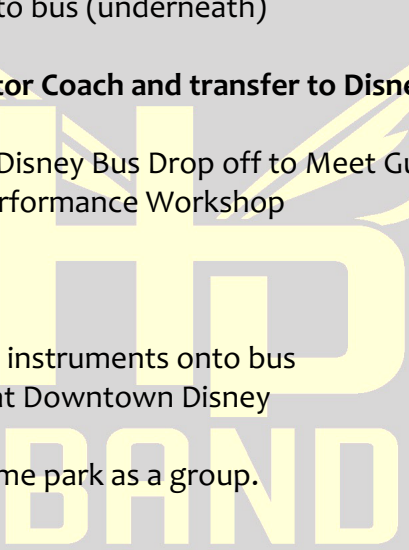 to bus (underneath)
tor Coach and transfer to Disne
Disney Bus Drop off to Meet Gu
rformance Workshop
instruments onto bus
at Downtown Disney
me park as a group.
HD
BAND